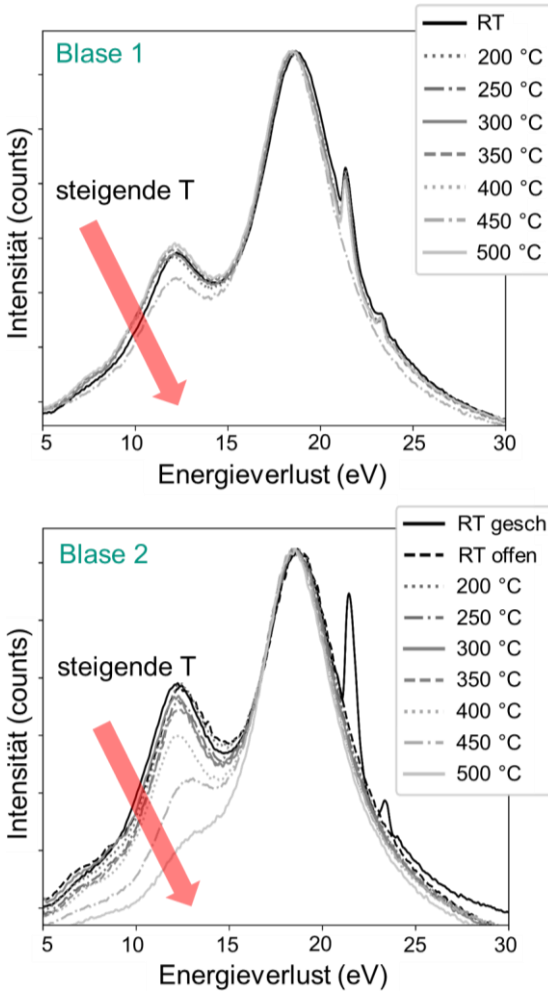 Blase 1
RT
200 °C
250 °C
300 °C
350 °C
400 °C
450 °C
500 °C
steigende T
Intensität (counts)
5
10
15
20
25
30
Energieverlust (eV)
Blase 2
RT gesch
RT offen
200 °C
250 °C
300 °C
350 °C
400 °C
450 °C
500 °C
steigende T
Intensität (counts)
5
10
15
20
25
30
Energieverlust (eV)